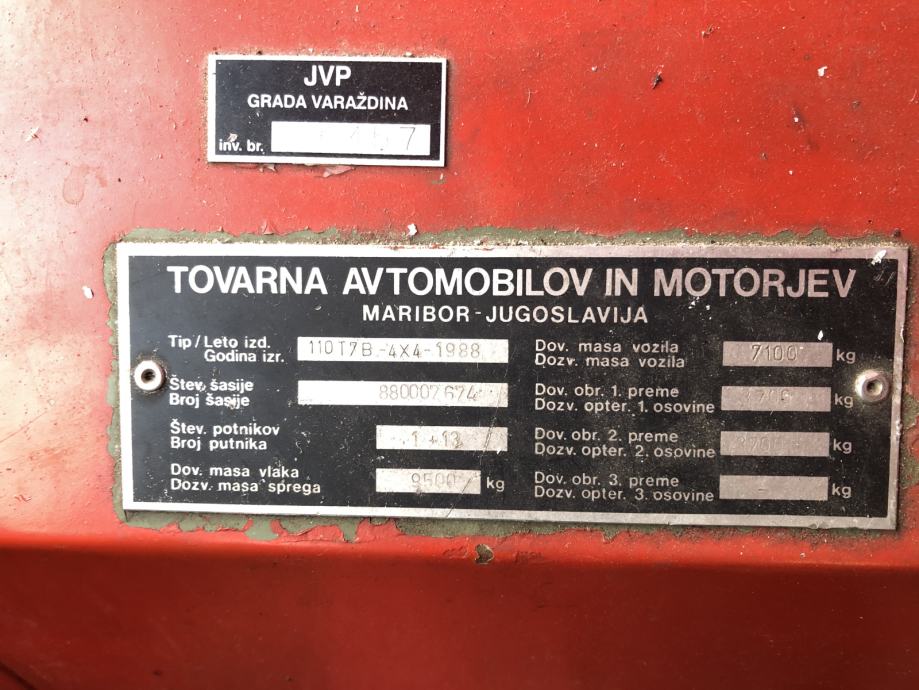 JVP
GRADA VARAŽDINA
inv. br.
TOVARNA AVTOMOBILOV IN MOTORJEV
MARIBOR-JUGOSLAVIJA
Tip/Leto izd.
Godina izr.
110T7B-4X4-1988
Štev. šasije
Broj šasije
880007674
Štev. potnikov
Broj putnika
1+13
Dov. masa vlaka
Dozv. masa sprega
9500 kg
Dov. masa vozila
Dozv. masa vozila
7100 kg
Dov. obr. 1. preme
Dozv. opter. 1. osovine
kg
Dov. obr. 2. preme
Dozv. opter. 2. osovine
kg
Dov. obr. 3. preme
Dozv. opter. 3. osovine
- kg